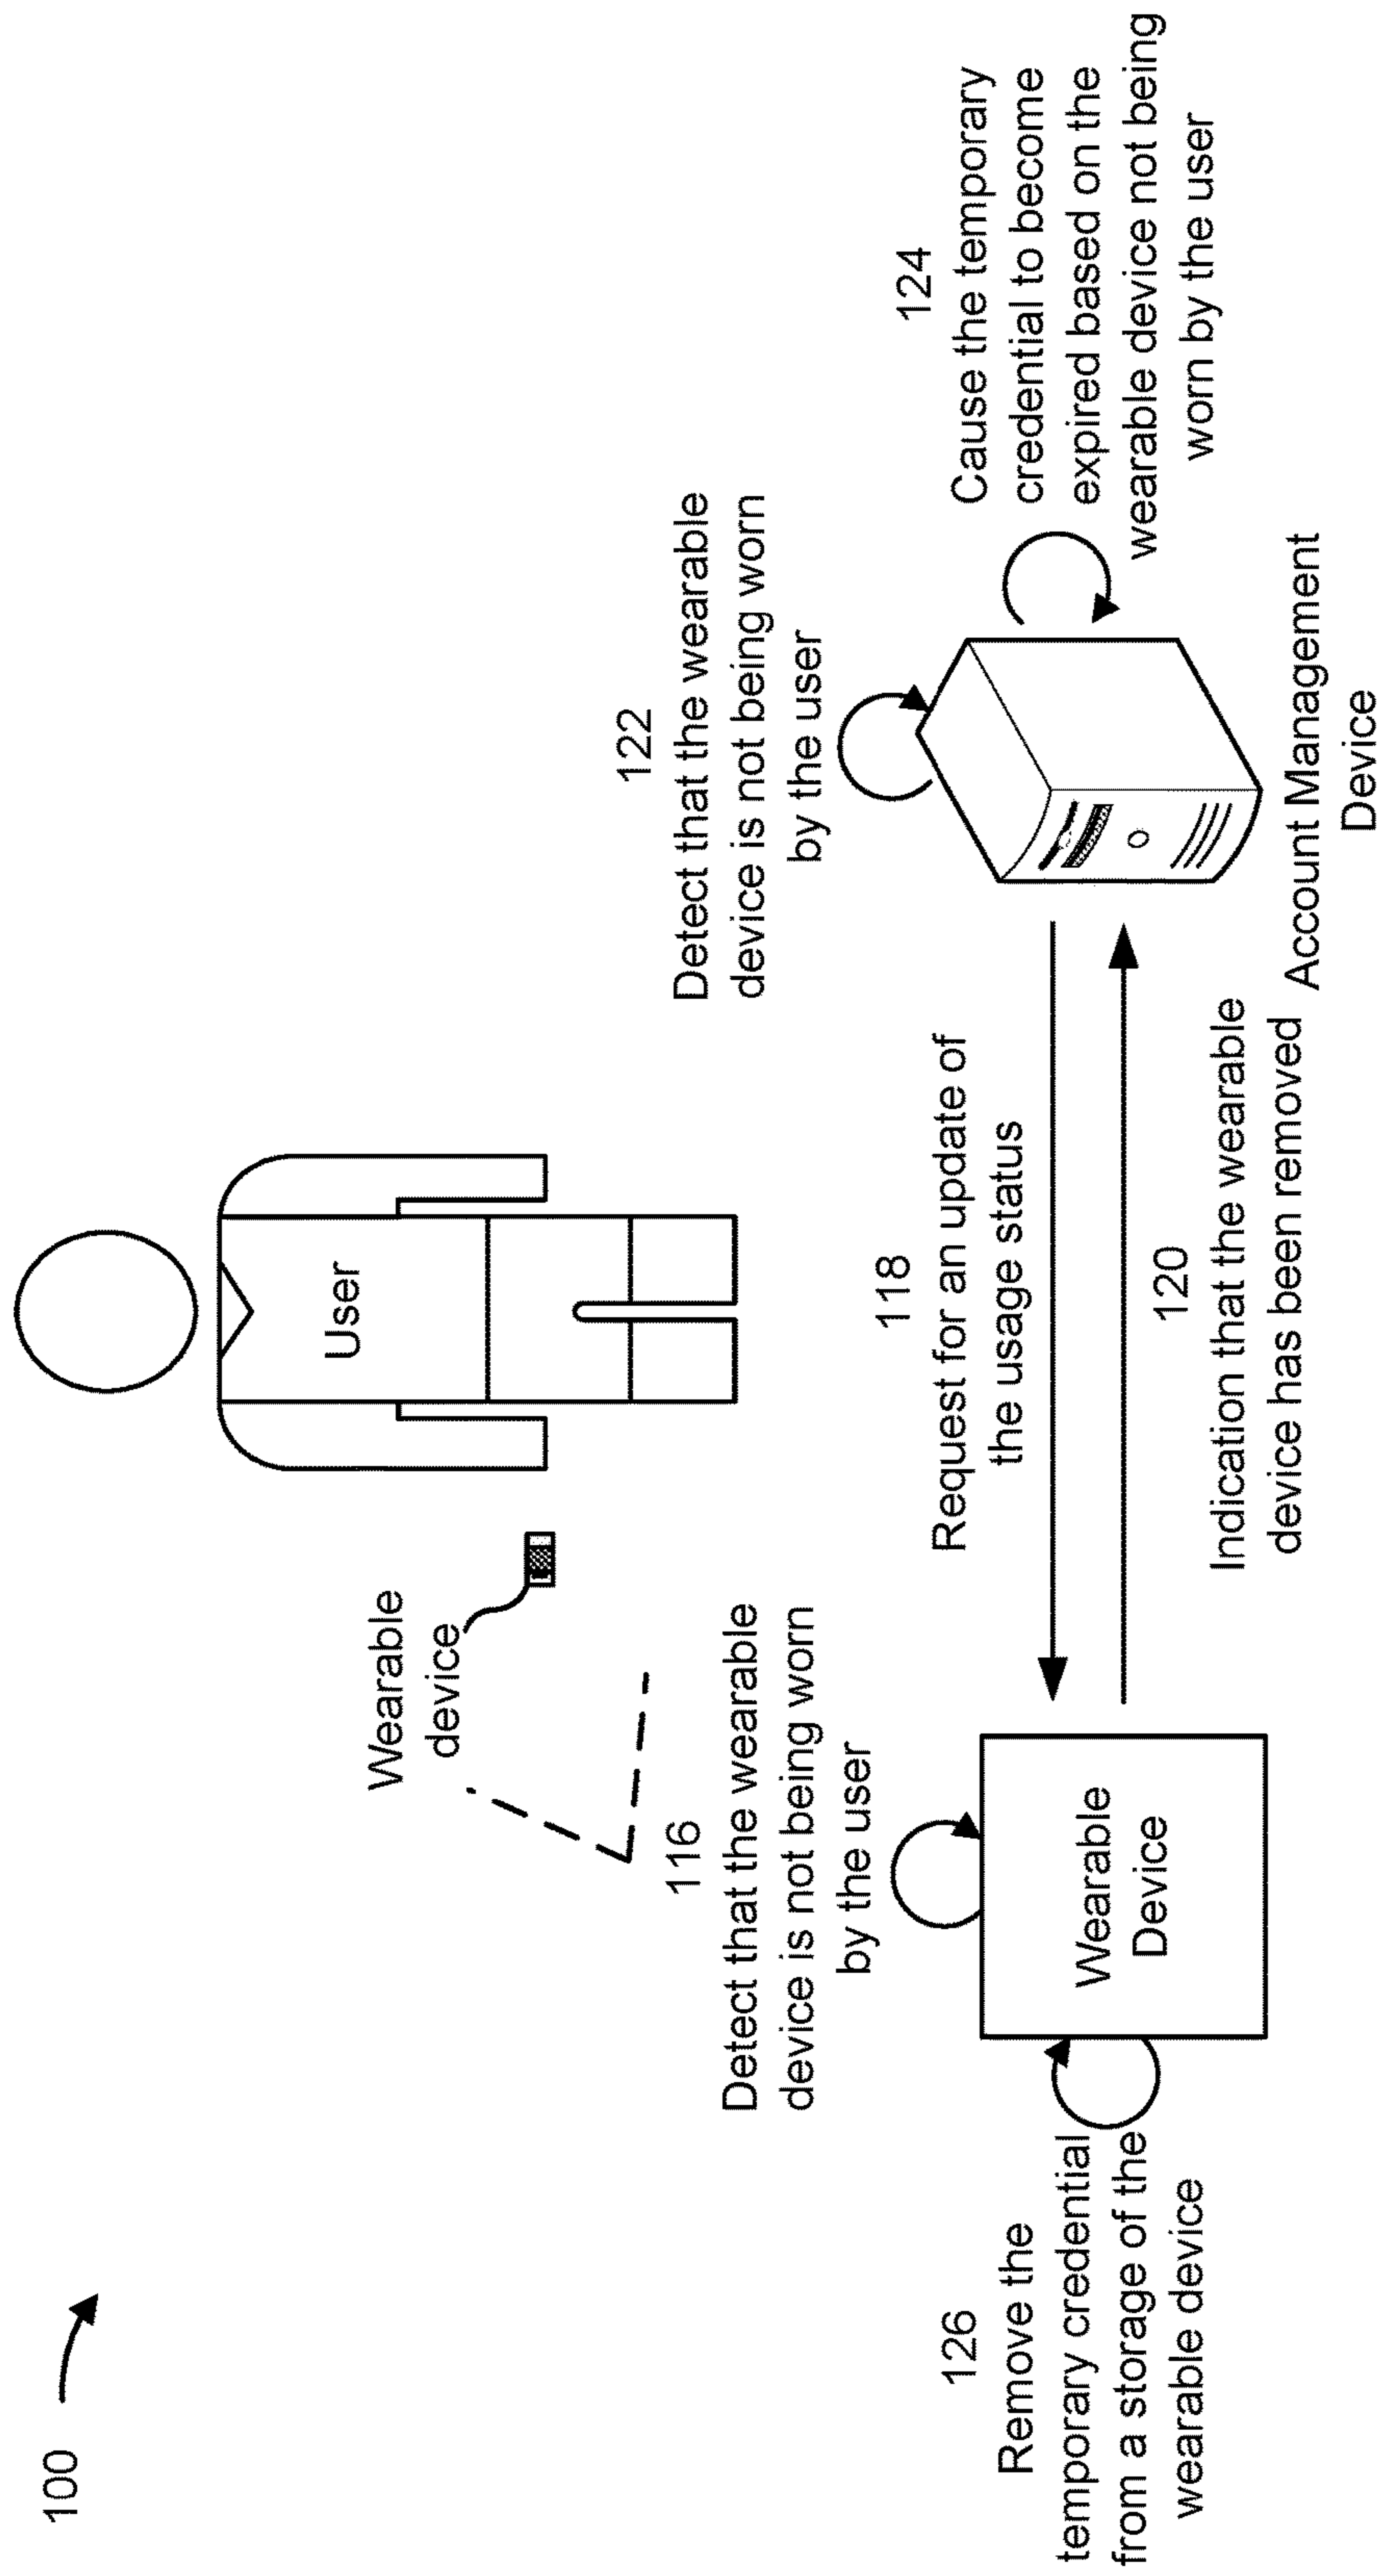 100
User
Wearable
device
116
Detect that the wearable
device is not being worn
by the user
122
Detect that the wearable
device is not being worn
by the user
118
Request for an update of
the usage status
124
Cause the temporary
credential to become
expired based on the
wearable device not being
worn by the user
126
Remove the
temporary credential
from a storage of the
wearable device
Wearable
Device
120
Indication that the wearable
device has been removed
Account Management
Device